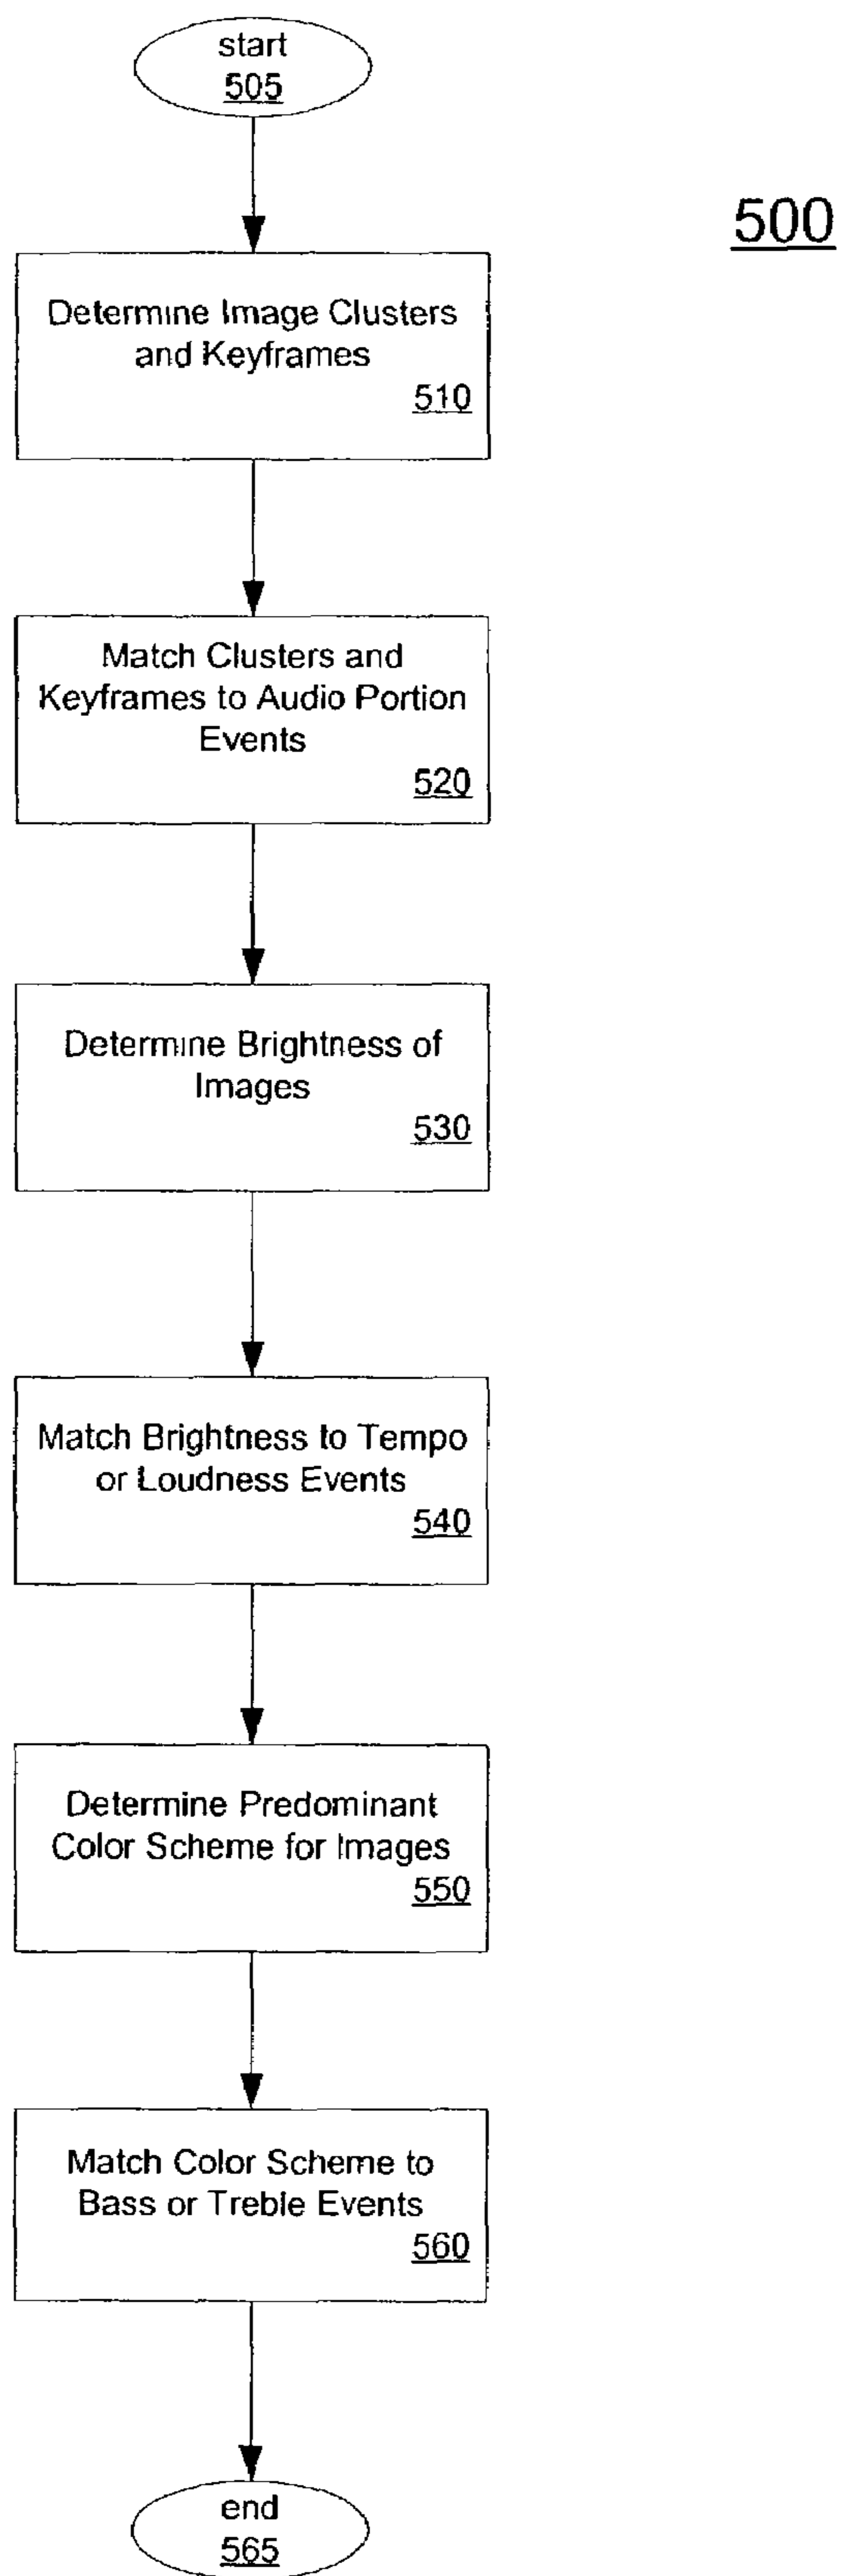 start
505
500
Determine Image Clusters
and Keyframes
510
Match Clusters and
Keyframes to Audio Portion
Events
520
Determine Brightness of
Images
530
Match Brightness to Tempo
or Loudness Events
540
Determine Predominant
Color Scheme for Images
550
Match Color Scheme to
Bass or Treble Events
560
end
565